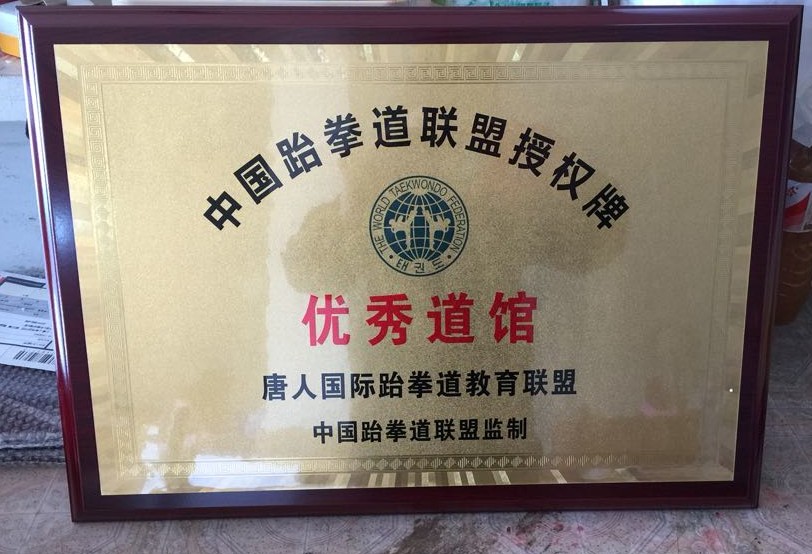 中国跆拳道联盟授权牌
THE WORLD TAEKWONDO FEDERATION
태권도
优秀道馆
唐人国际跆拳道教育联盟
中国跆拳道联盟监制